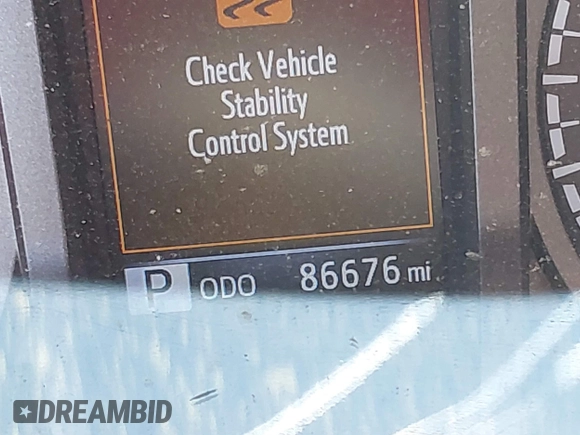 Check Vehicle
Stability
Control System
P ODO 86676 mi
DREAMBID